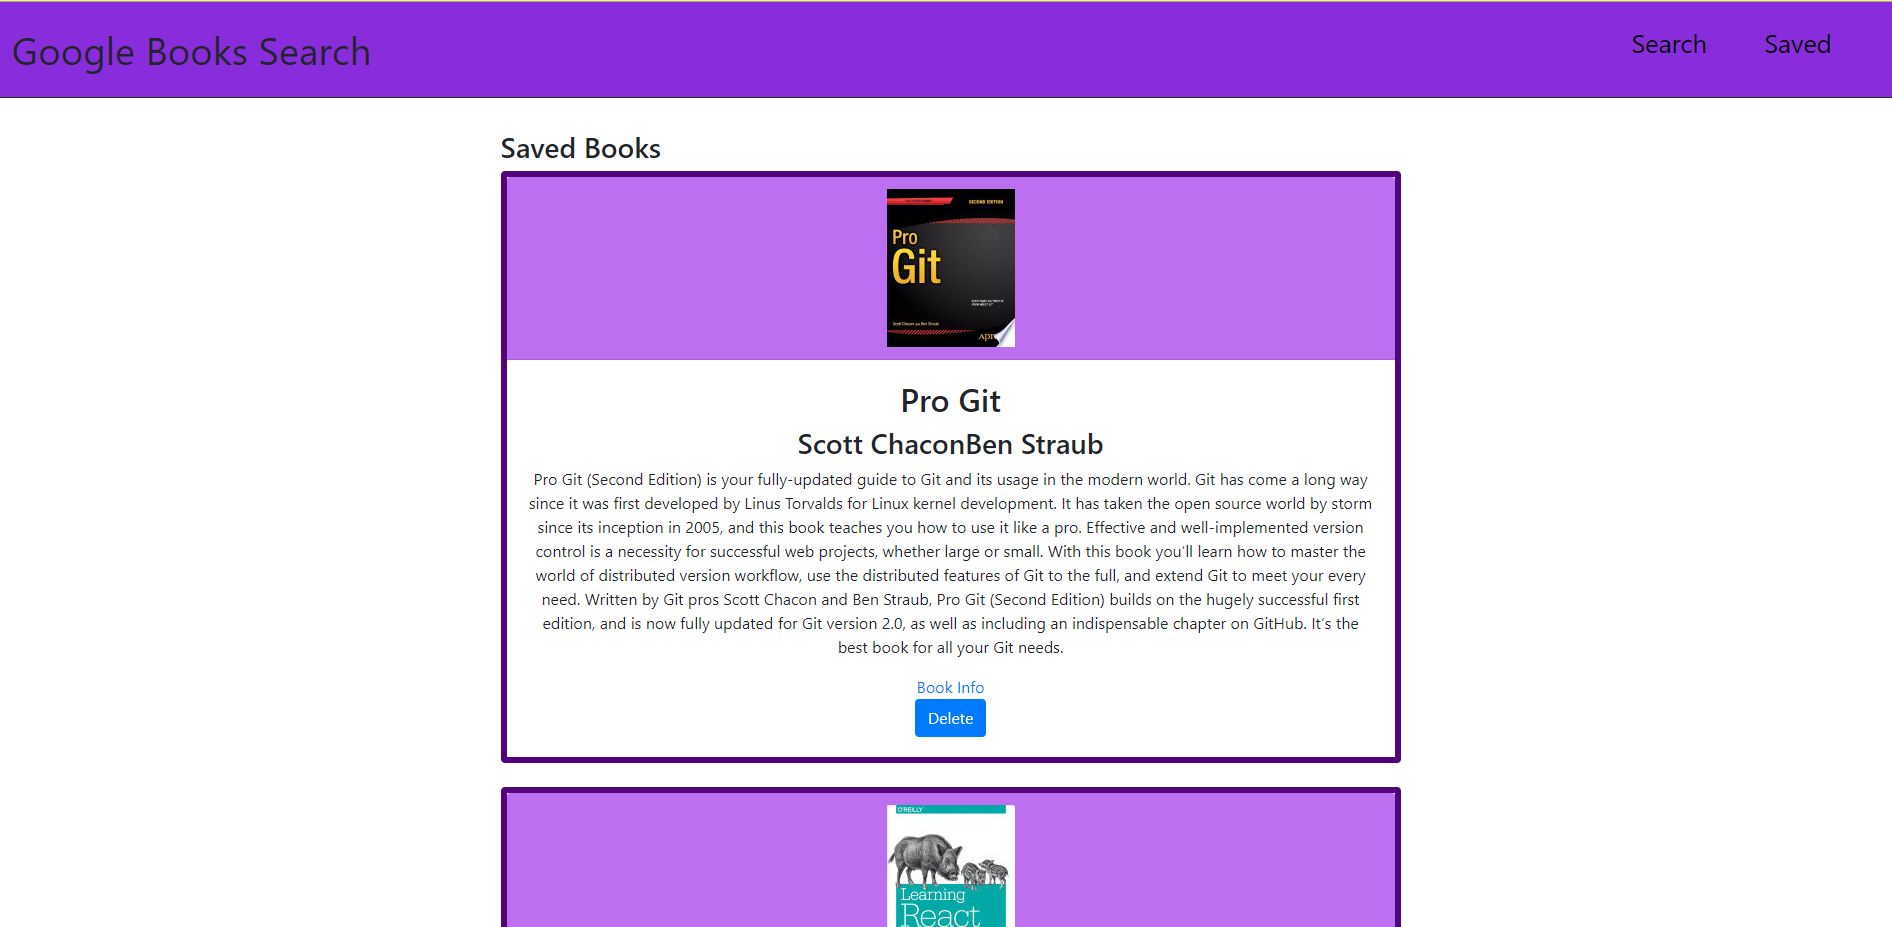 Google Books Search
Search
Saved
Saved Books
SECOND EDITION
Pro
Git
Scott Chacon and Ben Straub
Pro Git
Scott ChaconBen Straub
Pro Git (Second Edition) is your fully-updated guide to Git and its usage in the modern world. Git has come a long way
since it was first developed by Linus Torvalds for Linux kernel development. It has taken the open source world by storm
since its inception in 2005, and this book teaches you how to use it like a pro. Effective and well-implemented version
control is a necessity for successful web projects, whether large or small. With this book you’ll learn how to master the
world of distributed version workflow, use the distributed features of Git to the full, and extend Git to meet your every
need. Written by Git pros Scott Chacon and Ben Straub, Pro Git (Second Edition) builds on the hugely successful first
edition, and is now fully updated for Git version 2.0, as well as including an indispensable chapter on GitHub. It’s the
best book for all your Git needs.
Book Info
Delete
O'REILLY
Learning
React